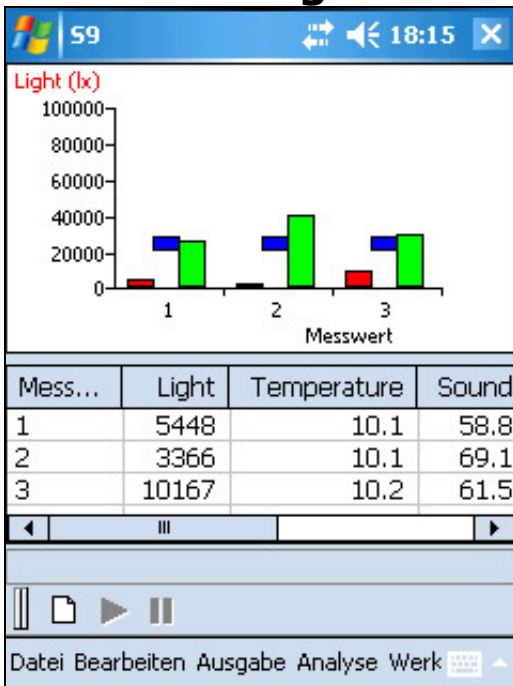 S9 18:15
Light (lx)
100000
80000
60000
40000
20000
0
1 2 3
Messwert
Mess... Light Temperature Sound
1 5448 10.1 58.8
2 3366 10.1 69.1
3 10167 10.2 61.5
Datei Bearbeiten Ausgabe Analyse Werk